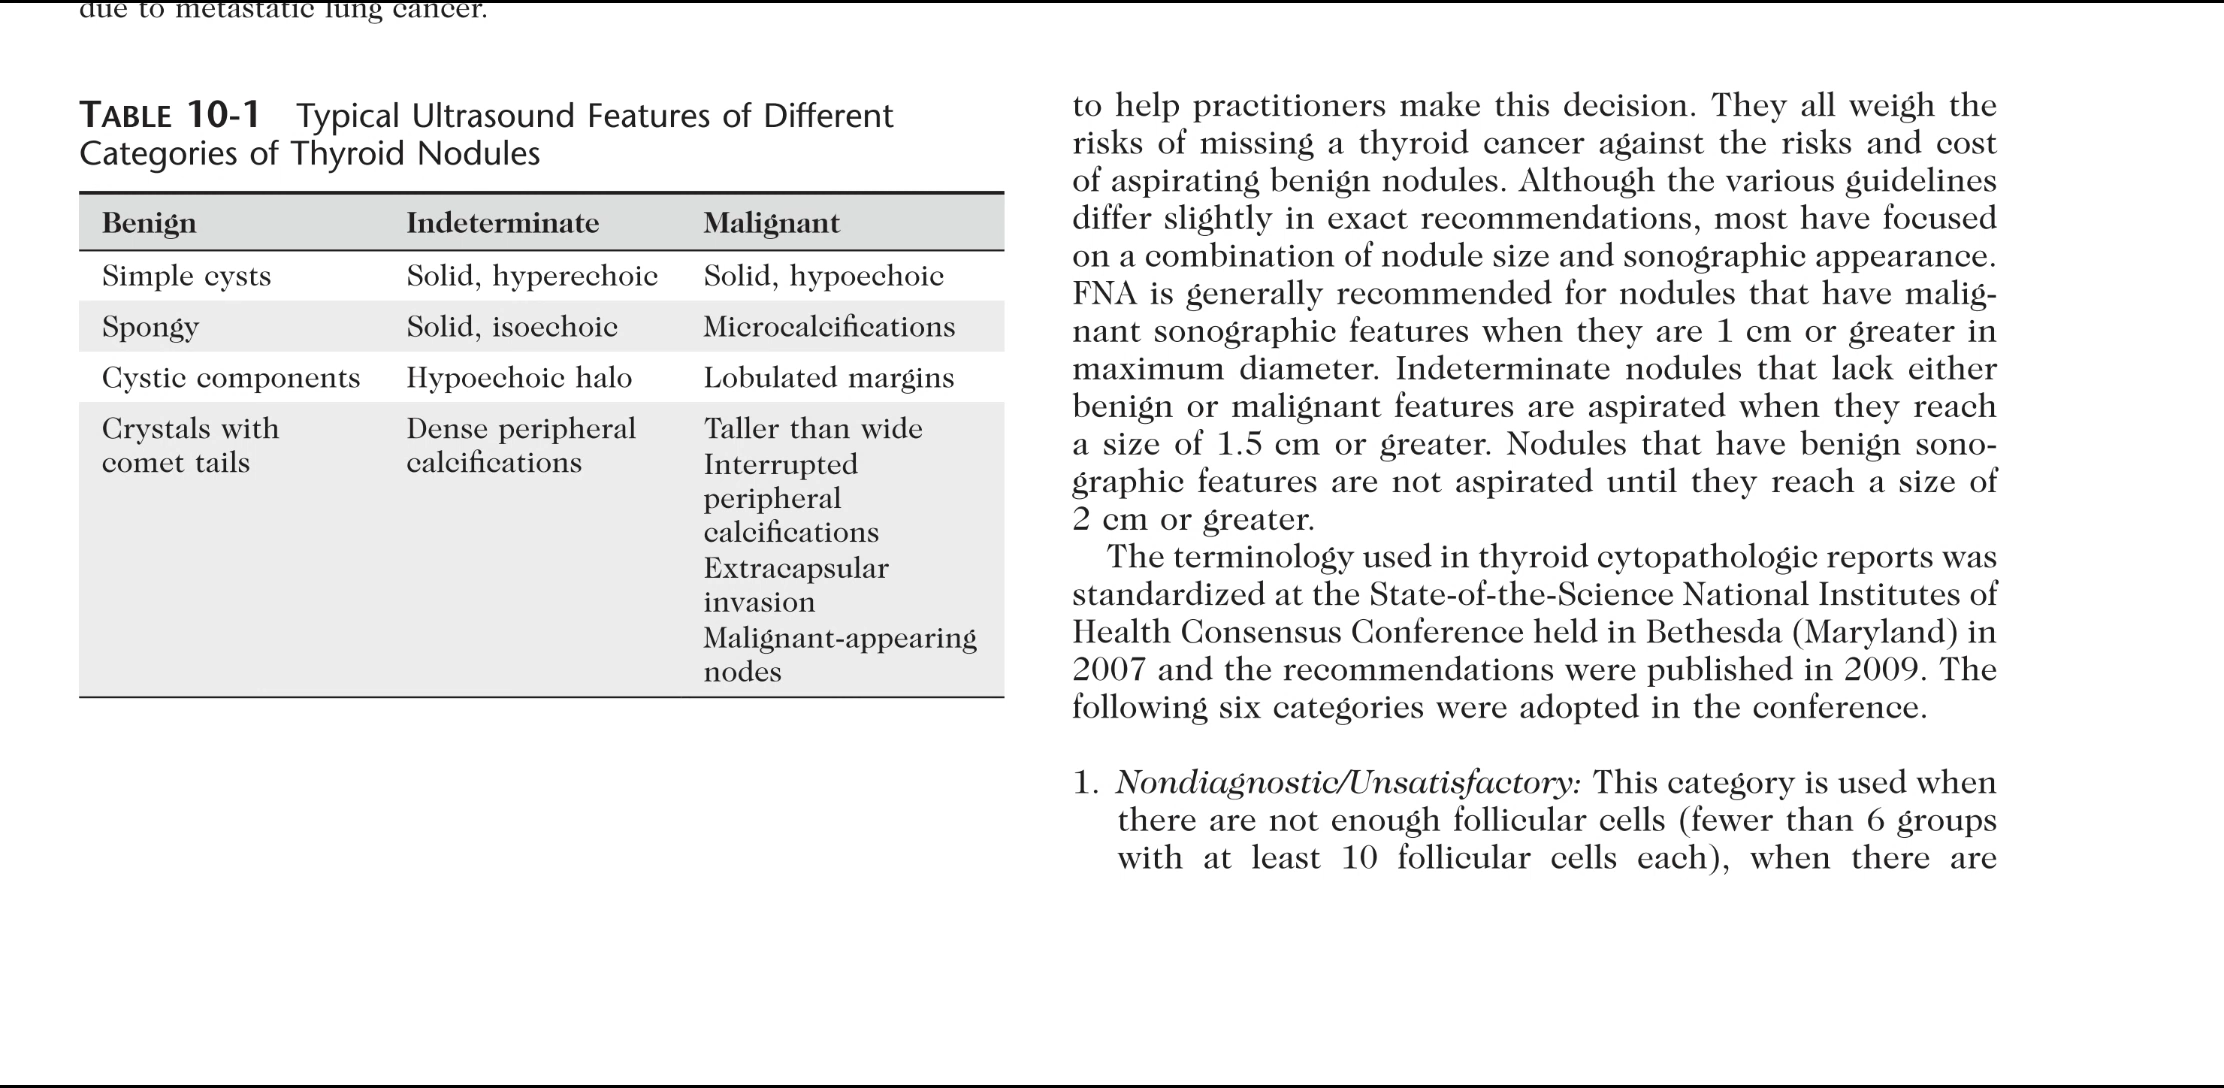 due to metastatic lung cancer.
TABLE 10-1 Typical Ultrasound Features of Different
Categories of Thyroid Nodules
Benign Indeterminate Malignant
Simple cysts Solid, hyperechoic Solid, hypoechoic
Spongy Solid, isoechoic Microcalcifications
Cystic components Hypoechoic halo Lobulated margins
Crystals with Dense peripheral Taller than wide
comet tails calcifications Interrupted
peripheral
calcifications
Extracapsular
invasion
Malignant-appearing
nodes
to help practitioners make this decision. They all weigh the
risks of missing a thyroid cancer against the risks and cost
of aspirating benign nodules. Although the various guidelines
differ slightly in exact recommendations, most have focused
on a combination of nodule size and sonographic appearance.
FNA is generally recommended for nodules that have malig-
nant sonographic features when they are 1 cm or greater in
maximum diameter. Indeterminate nodules that lack either
benign or malignant features are aspirated when they reach
a size of 1.5 cm or greater. Nodules that have benign sono-
graphic features are not aspirated until they reach a size of
2 cm or greater.
The terminology used in thyroid cytopathologic reports was
standardized at the State-of-the-Science National Institutes of
Health Consensus Conference held in Bethesda (Maryland) in
2007 and the recommendations were published in 2009. The
following six categories were adopted in the conference.
1. Nondiagnostic/Unsatisfactory: This category is used when
there are not enough follicular cells (fewer than 6 groups
with at least 10 follicular cells each), when there are